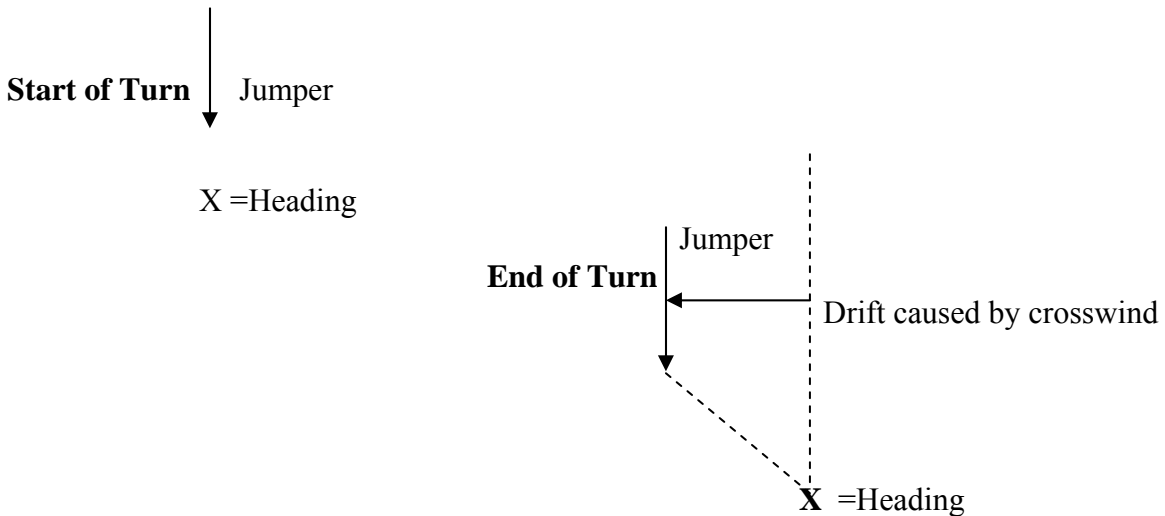 Start of Turn Jumper
X =Heading
Jumper
End of Turn
Drift caused by crosswind
X =Heading